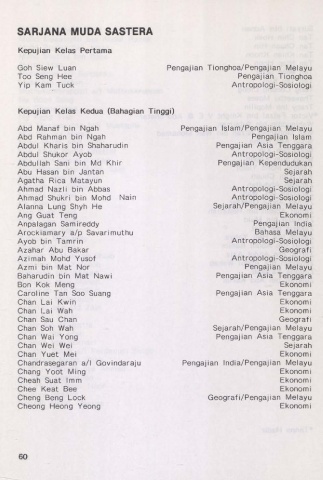 SARJANA MUDA SASTERA
Kepujian Kelas Pertama
Goh Siew Luan Pengajian Tionghoa/Pengajian Melayu
Too Seng Hee Pengajian Tionghoa
Yip Kam Tuck Antropologi-Sosiologi
Kepujian Kelas Kedua (Bahagian Tinggi)
Abd Manaf bin Ngah Pengajian Islam/Pengajian Melayu
Abd Rahman bin Ngah Pengajian Islam
Abdul Kharis bin Shaharudin Pengajian Asia Tenggara
Abdul Shukor Ayob Antropologi-Sosiologi
Abdullah Sani bin Md Khir Pengajian Kependudukan
Abu Hasan bin Jantan Sejarah
Agatha Rica Matayun Sejarah
Ahmad Nazli bin Abbas Antropologi-Sosiologi
Ahmad Shukri bin Mohd Nain Antropologi-Sosiologi
Alanna Lung Shyh He Sejarah/Pengajian Melayu
Ang Guat Teng Ekonomi
Anpalagan Samireddy Pengajian India
Arockiamary a/p Savarimuthu Bahasa Melayu
Ayob bin Tamrin Antropologi-Sosiologi
Azahar Abu Bakar Geografi
Azimah Mohd Yusof Antropologi-Sosiologi
Azmi bin Mat Nor Pengajian Melayu
Baharudin bin Mat Nawi Pengajian Asia Tenggara
Bon Kok Meng Ekonomi
Caroline Tan Soo Suang Pengajian Asia Tenggara
Chan Lai Kwin Ekonomi
Chan Lai Wah Ekonomi
Chan Sau Chan Geografi
Chan Soh Wah Sejarah/Pengajian Melayu
Chan Wai Yong Pengajian Asia Tenggara
Chan Wei Wei Sejarah
Chan Yuet Mei Ekonomi
Chandrasegaran a/l Govindaraju Pengajian India/Pengajian Melayu
Chang Yoot Ming Ekonomi
Cheah Suat Imm Ekonomi
Chee Keat Bee Ekonomi
Cheng Beng Lock Geografi/Pengajian Melayu
Cheong Heong Yeong Ekonomi
60